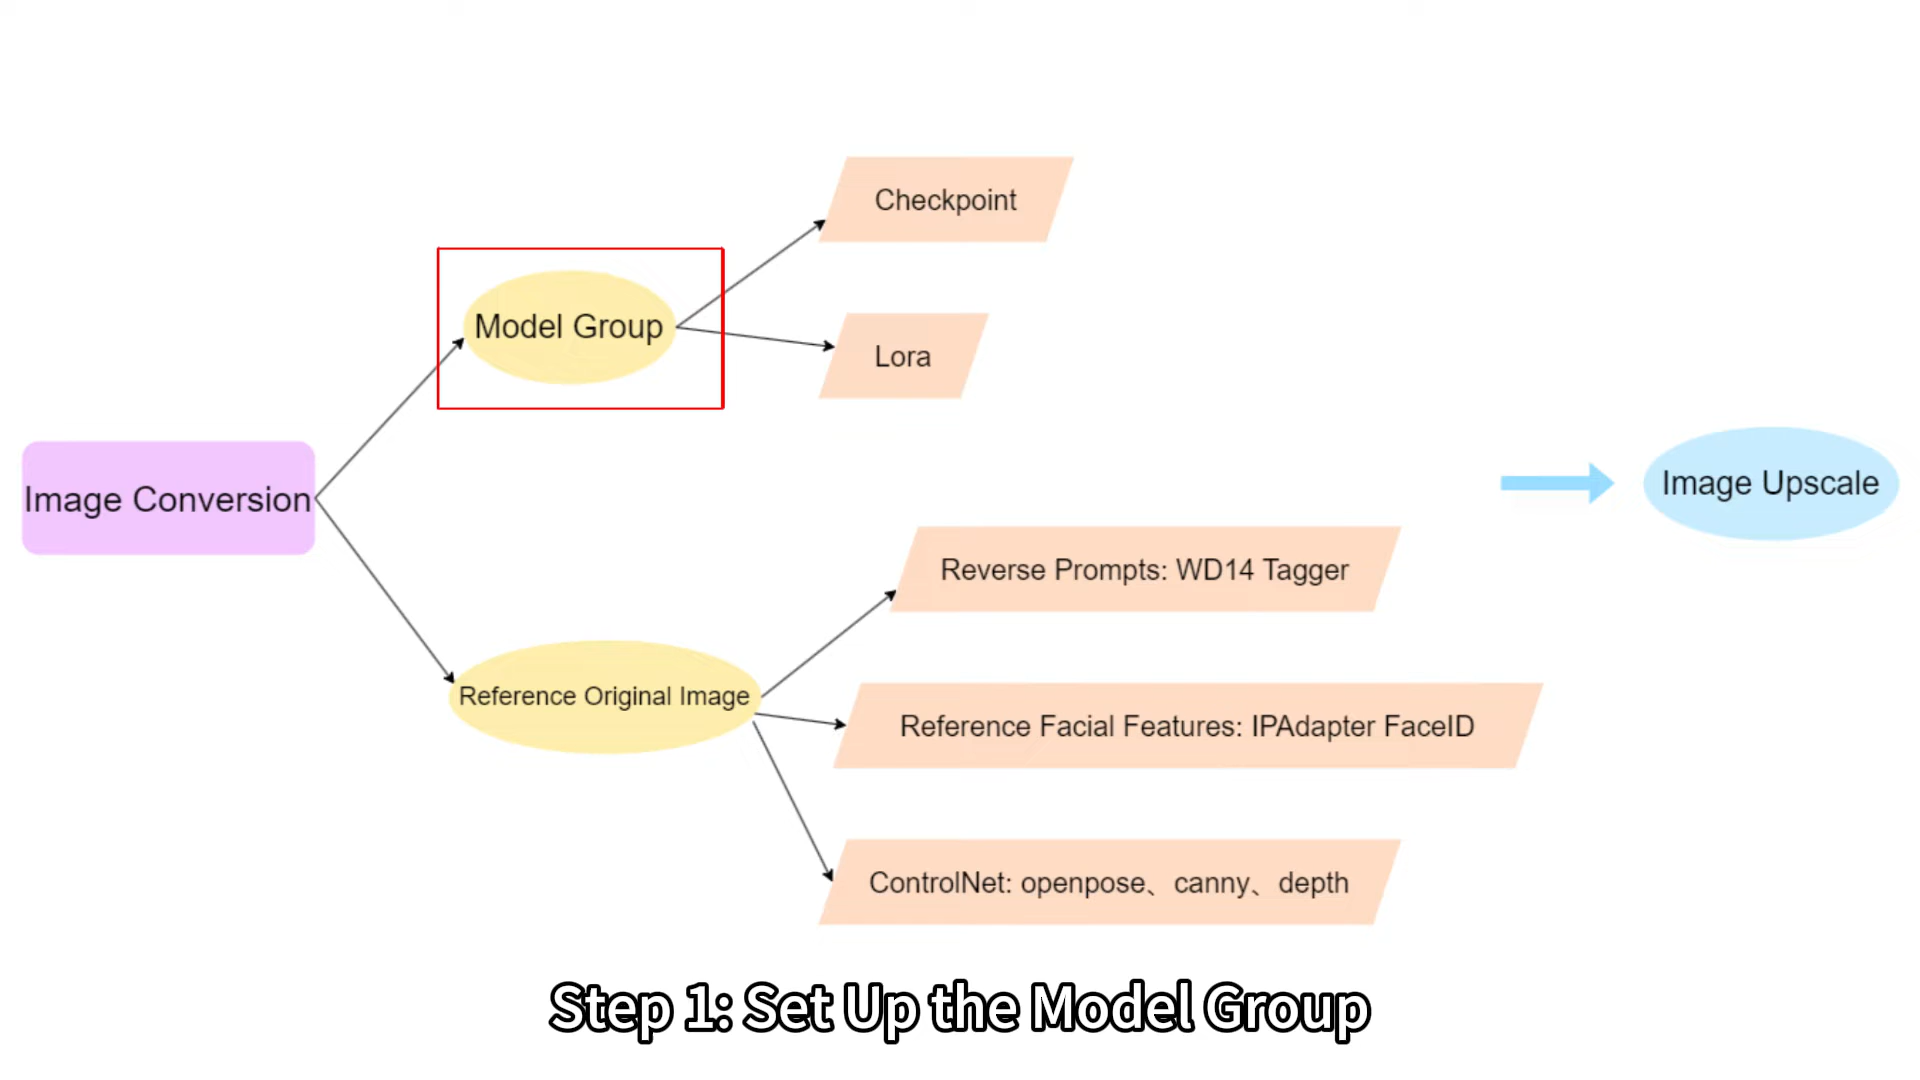 Checkpoint
Model Group
Lora
Image Conversion
Image Upscale
Reverse Prompts: WD14 Tagger
Reference Original Image
Reference Facial Features: IPAdapter FaceID
ControlNet: openpose、canny、depth
Step 1: Set Up the Model Group